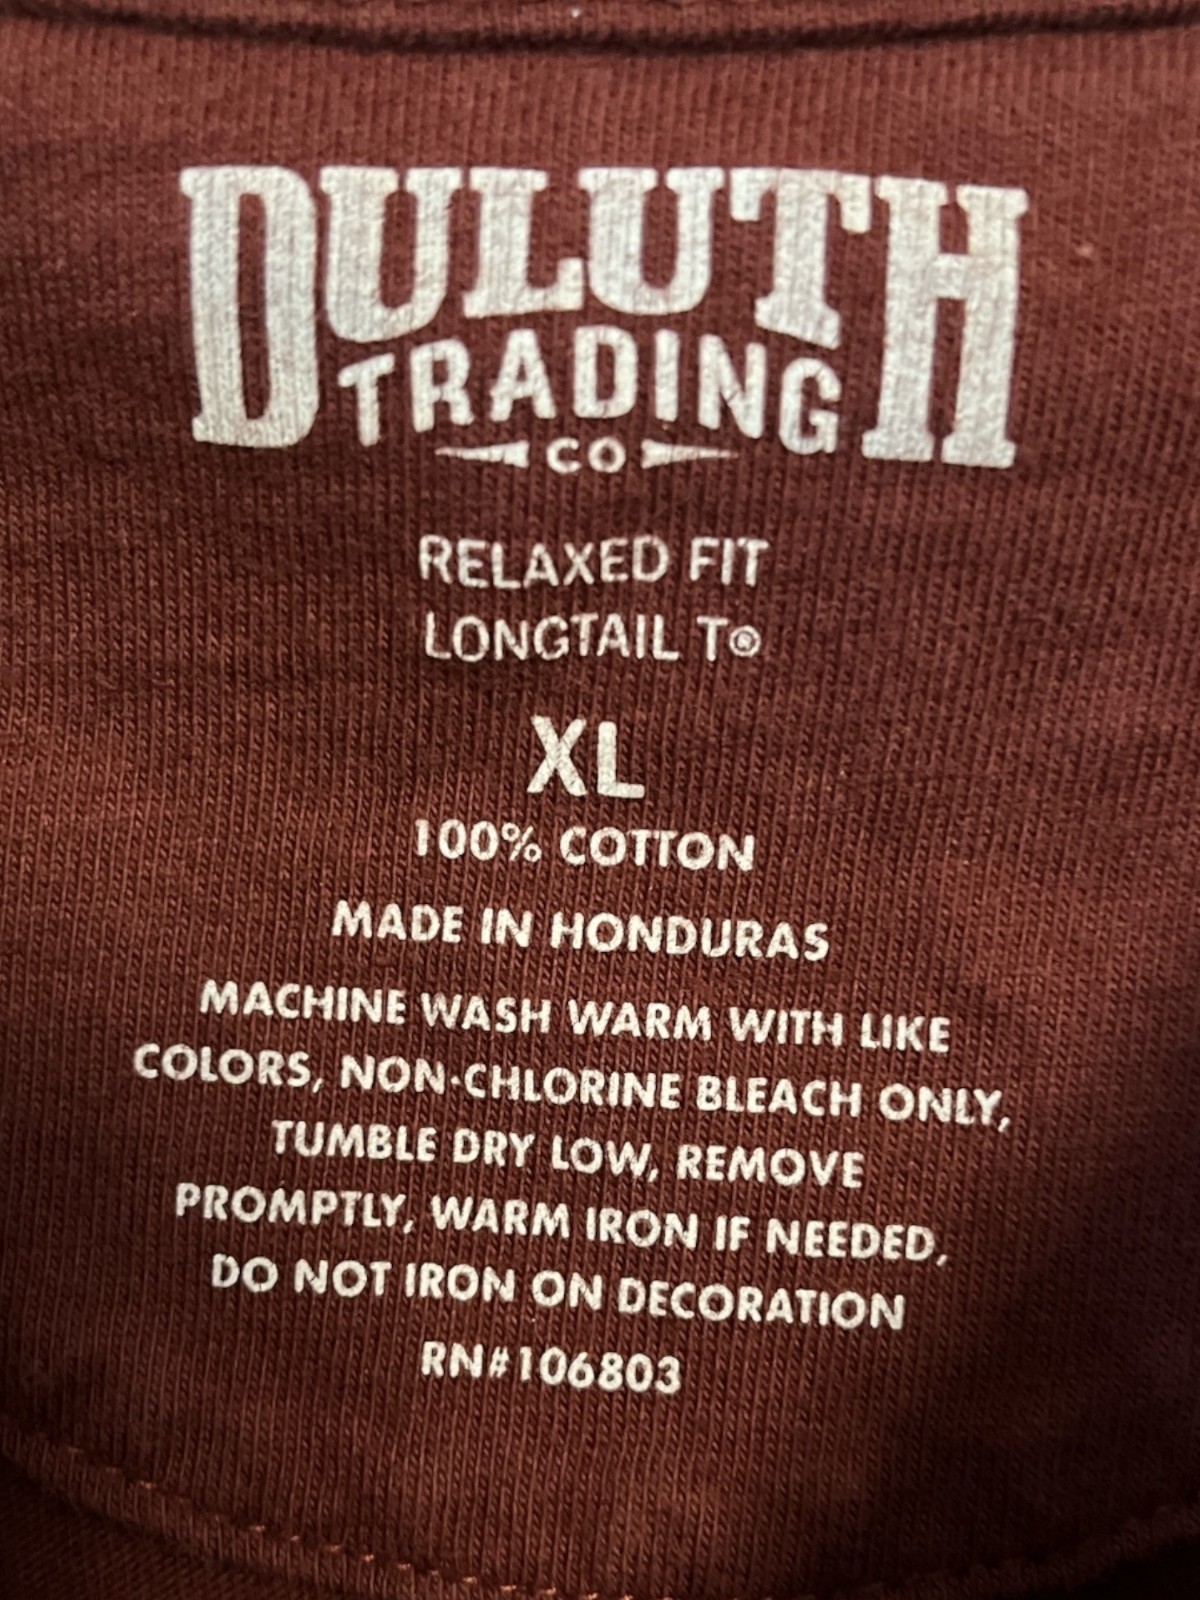 DULUTH
TRADING
CO
RELAXED FIT
LONGTAIL T®
XL
100% COTTON
MADE IN HONDURAS
MACHINE WASH WARM WITH LIKE
COLORS, NON-CHLORINE BLEACH ONLY,
TUMBLE DRY LOW, REMOVE
PROMPTLY, WARM IRON IF NEEDED,
DO NOT IRON ON DECORATION
RN#106803